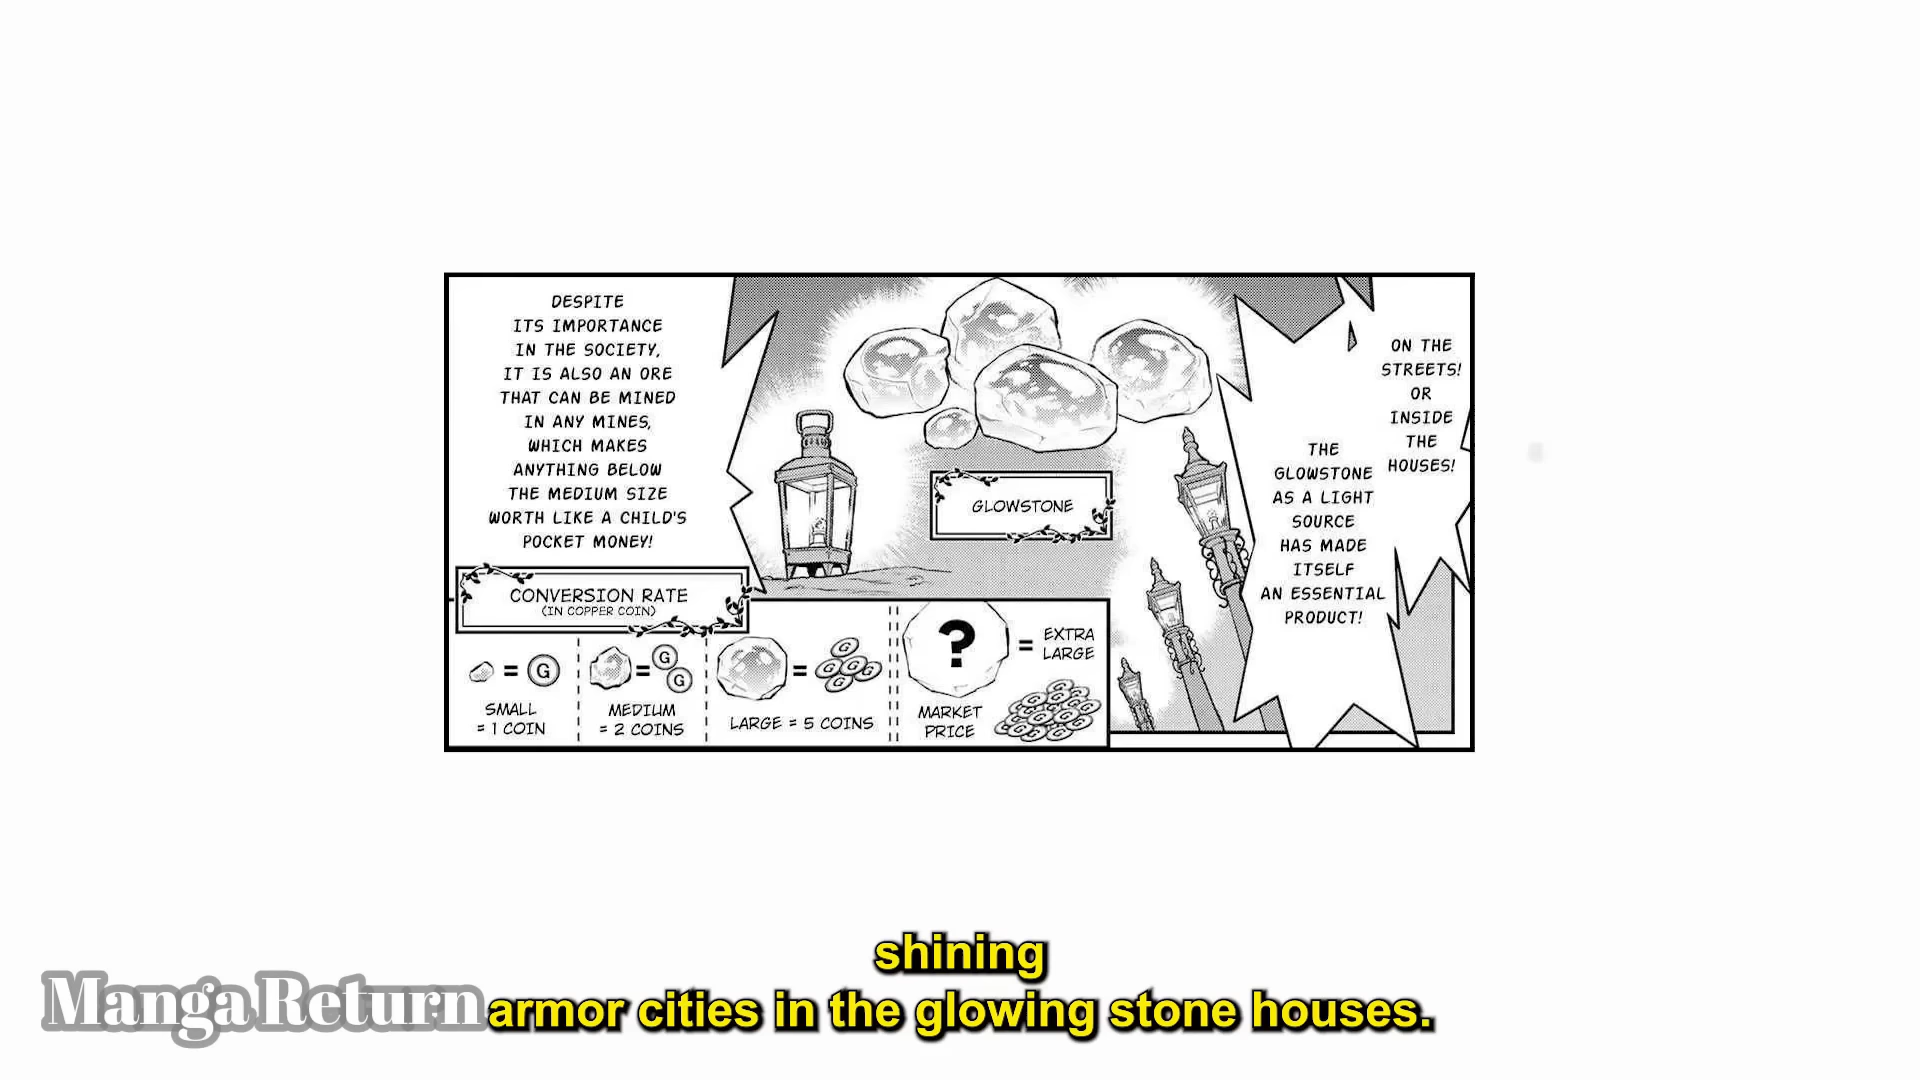 ON THE
STREETS!
OR
INSIDE
THE
HOUSES!
THE
GLOWSTONE
AS A LIGHT
SOURCE
HAS MADE
ITSELF
AN ESSENTIAL
PRODUCT!
GLOWSTONE
DESPITE
ITS IMPORTANCE
IN THE SOCIETY,
IT IS ALSO AN ORE
THAT CAN BE MINED
IN ANY MINES,
WHICH MAKES
ANYTHING BELOW
THE MEDIUM SIZE
WORTH LIKE A CHILD'S
POCKET MONEY!
CONVERSION RATE
(IN COPPER COIN)
= G
SMALL
= 1 COIN
= G G
MEDIUM
= 2 COINS
= G G G G G
LARGE = 5 COINS
? = EXTRA
LARGE
MARKET
PRICE
shining
armor cities in the glowing stone houses.
Manga Return